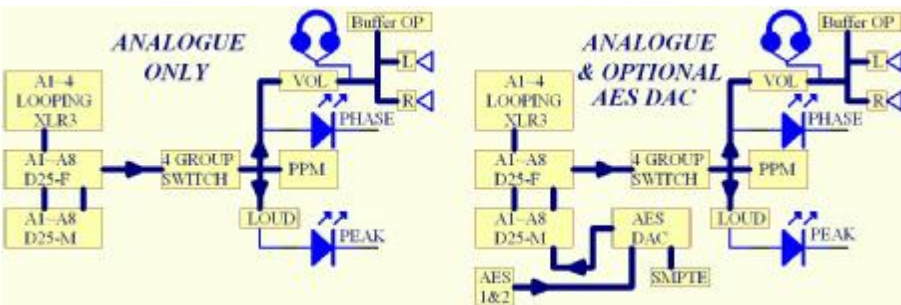 ANALOGUE
ONLY
Buffer OP
L
R
VOL
A1~4
LOOPING
XLR3
PHASE
A1~A8
D25-F
4 GROUP
SWITCH
PPM
A1~A8
D25-M
LOUD
PEAK
ANALOGUE
& OPTIONAL
AES DAC
Buffer OP
L
R
VOL
A1~4
LOOPING
XLR3
PHASE
A1~A8
D25-F
4 GROUP
SWITCH
PPM
A1~A8
D25-M
AES
DAC
LOUD
PEAK
AES
1&2
SMPTE